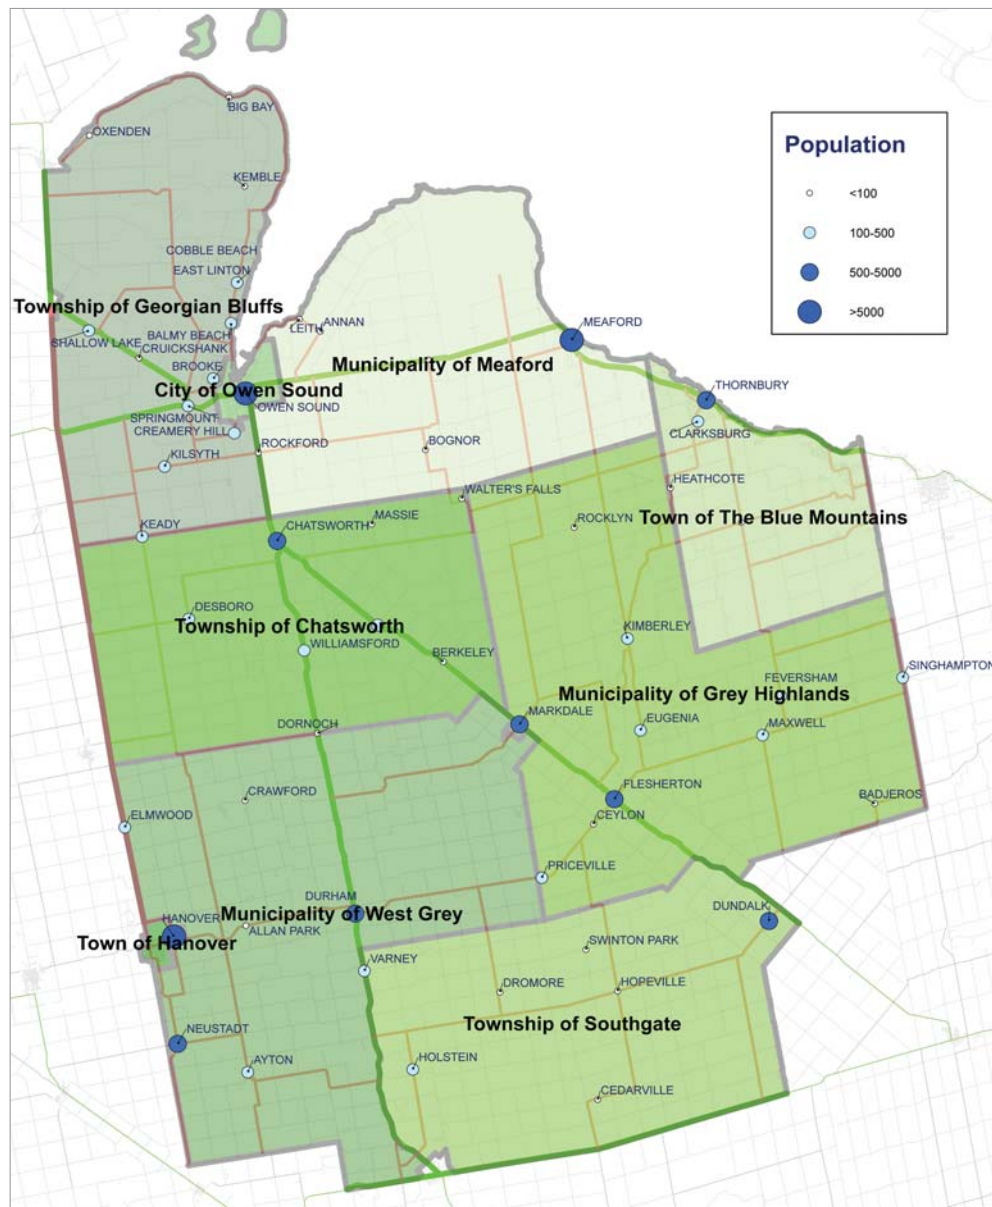 BIG BAY
OXENDEN
Population
<100
100-500
500-5000
>5000
KEMBLE
COBBLE BEACH
EAST LINTON
Township of Georgian Bluffs
SHALLOW LAKE
BALMY BEACH
CRUICKSHANK
BROOKE
LEITH
ANNAN
MEAFORD
Municipality of Meaford
City of Owen Sound
OWEN SOUND
THORNBURY
SPRINGMOUNT
CREAMERY HILL
CLARKSBURG
ROCKFORD
BOGNOR
KILSYTH
HEATHCOTE
WALTER'S FALLS
Town of The Blue Mountains
KEADY
CHATSWORTH
MASSIE
ROCKLYN
DESBORO
Township of Chatsworth
KIMBERLEY
WILLIAMSFORD
BERKELEY
SINGHAMPTON
FEVERSHAM
Municipality of Grey Highlands
MARKDALE
EUGENIA
MAXWELL
DORNOCH
FLESHERTON
CRAWFORD
BADJEROS
ELMWOOD
CEYLON
PRICEVILLE
DURHAM
HANOVER
Municipality of West Grey
ALLAN PARK
DUNDALK
Town of Hanover
SWINTON PARK
VARNEY
DROMORE
HOPEVILLE
Township of Southgate
NEUSTADT
AYTON
HOLSTEIN
CEDARVILLE